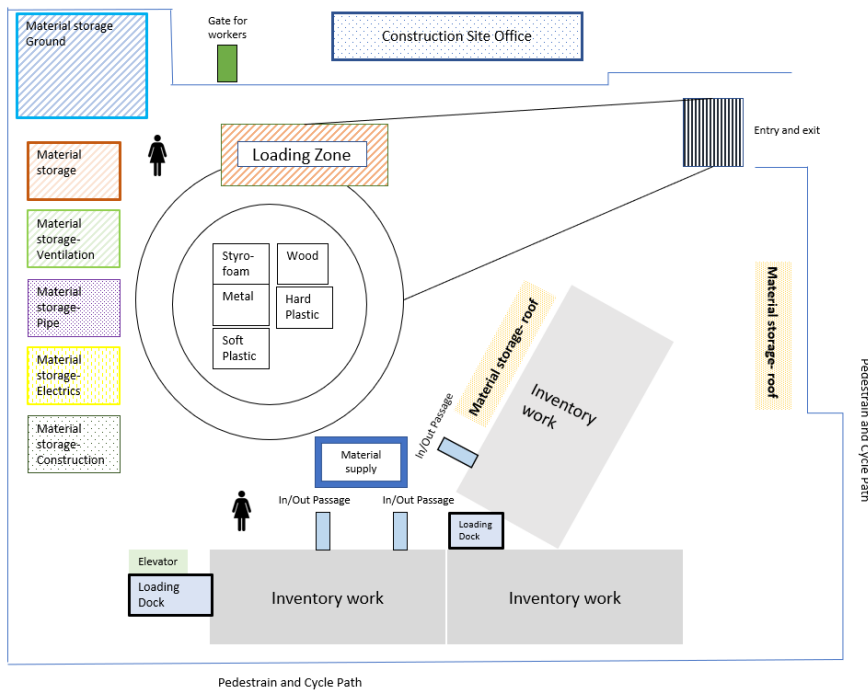 Material storage
Ground
Gate for
workers
Construction Site Office
Entry and exit
Loading Zone
Material
storage
Material
storage-
Ventilation
Material
storage-
Pipe
Material
storage-
Electrics
Material
storage-
Construction
Styro-
foam
Wood
Metal
Hard
Plastic
Soft
Plastic
Material storage- roof
Material storage- roof
Inventory
work
In/Out Passage
Material
supply
In/Out Passage
In/Out Passage
Loading
Dock
Elevator
Loading
Dock
Inventory work
Inventory work
Pedestrain and Cycle Path
Pedestrain and Cycle Path